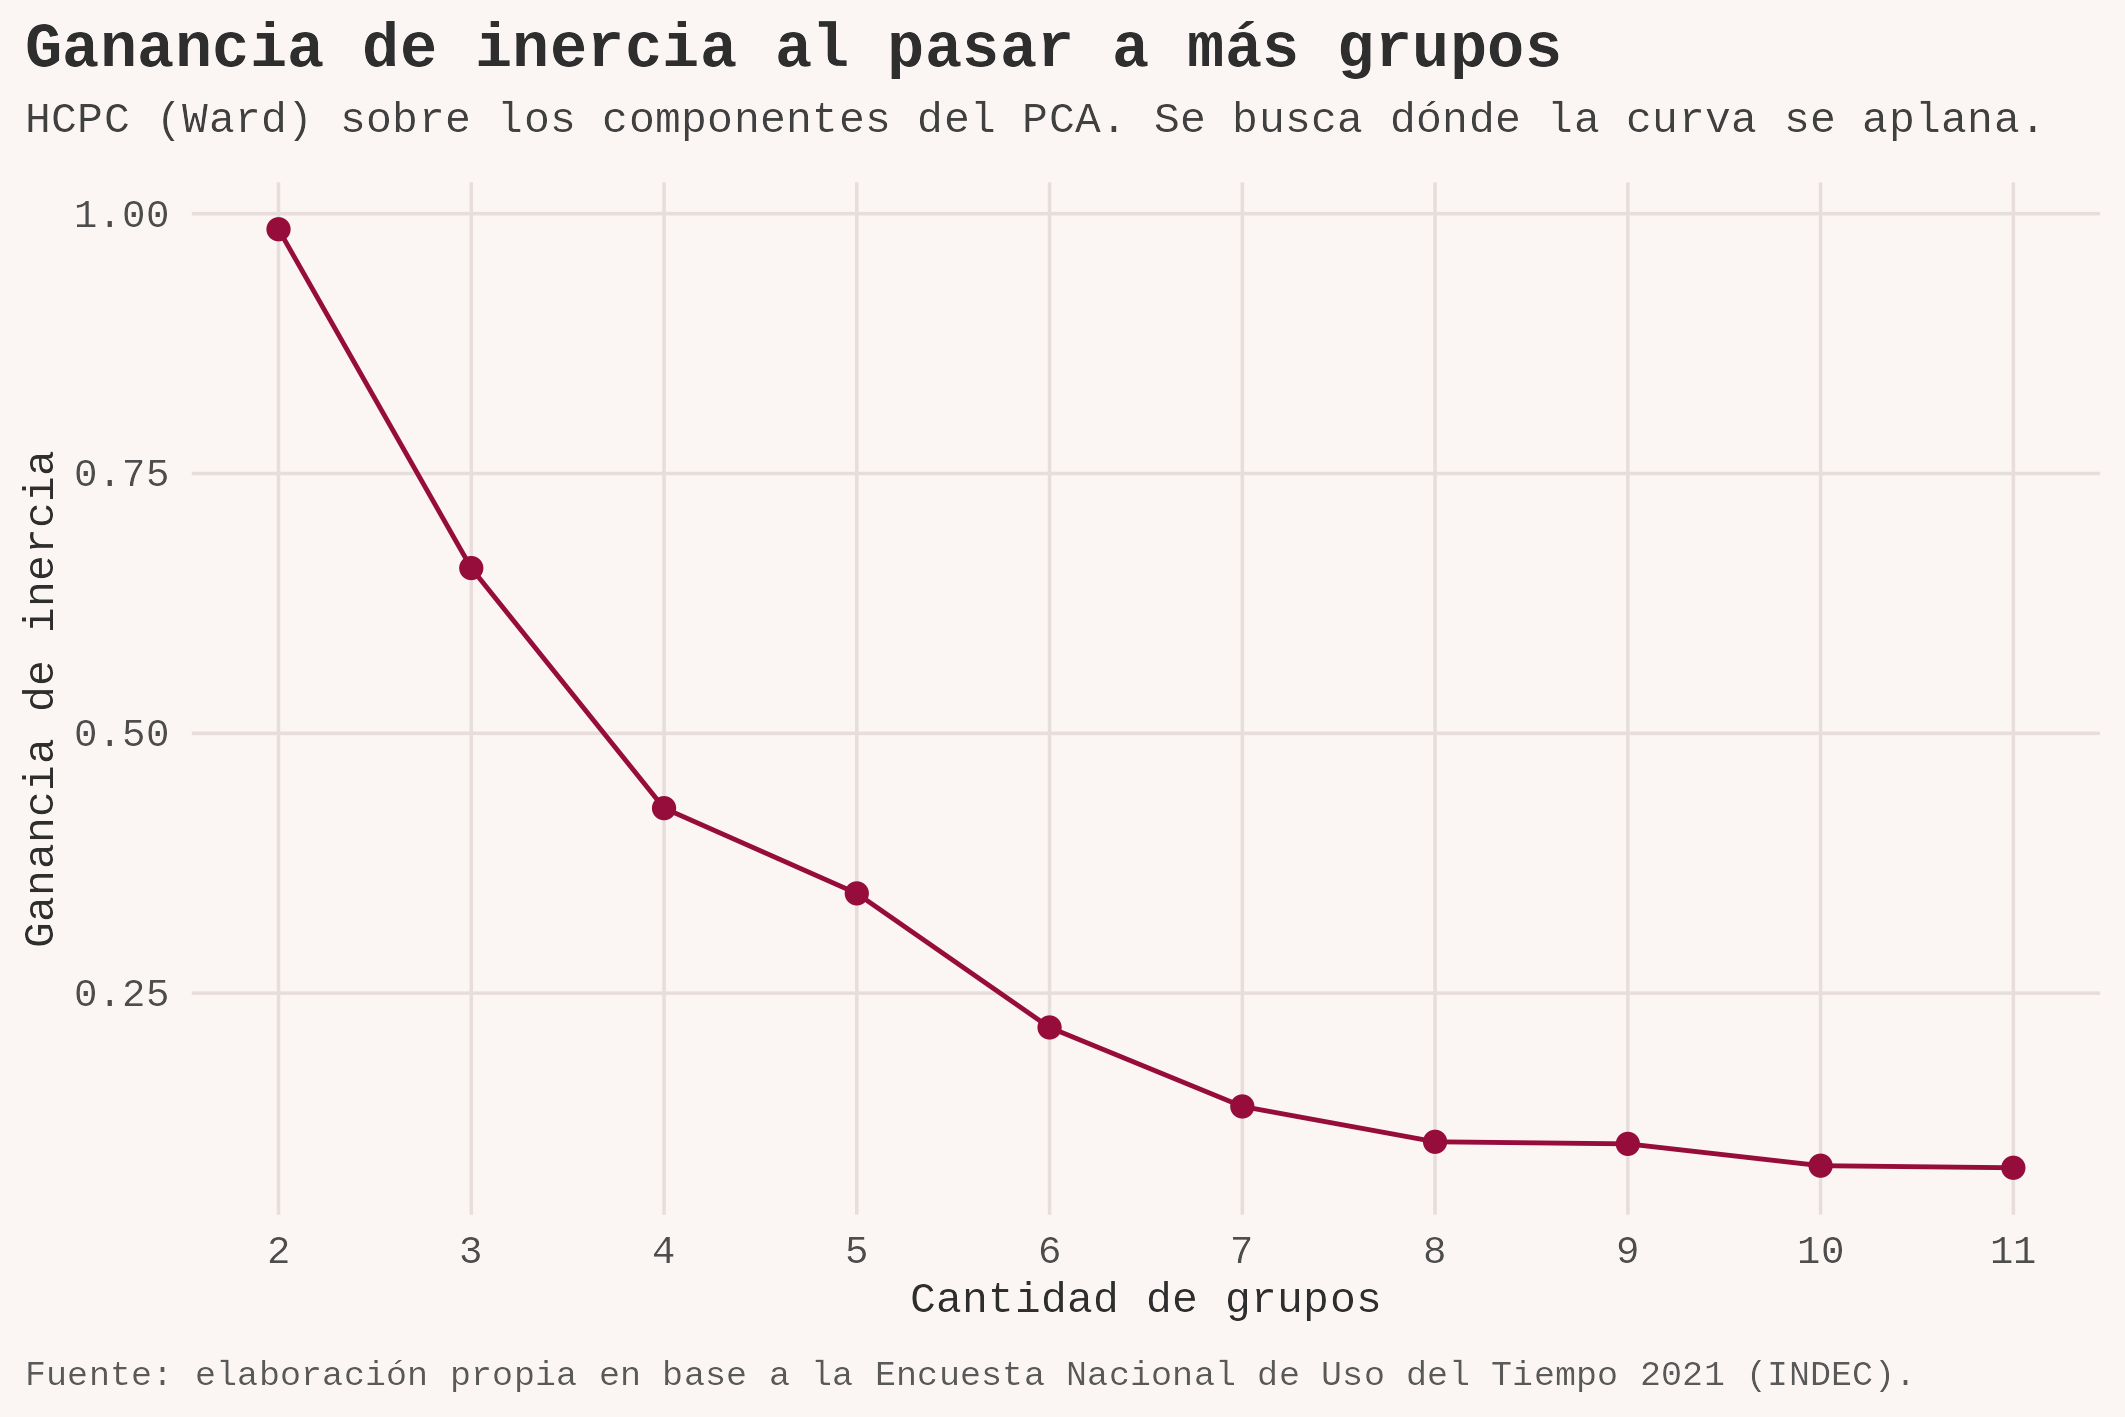 Ganancia de inercia al pasar a más grupos
HCPC (Ward) sobre los componentes del PCA. Se busca dónde la curva se aplana.
Ganancia de inercia
1.00
0.75
0.50
0.25
2 3 4 5 6 7 8 9 10 11
Cantidad de grupos
Fuente: elaboración propia en base a la Encuesta Nacional de Uso del Tiempo 2021 (INDEC).